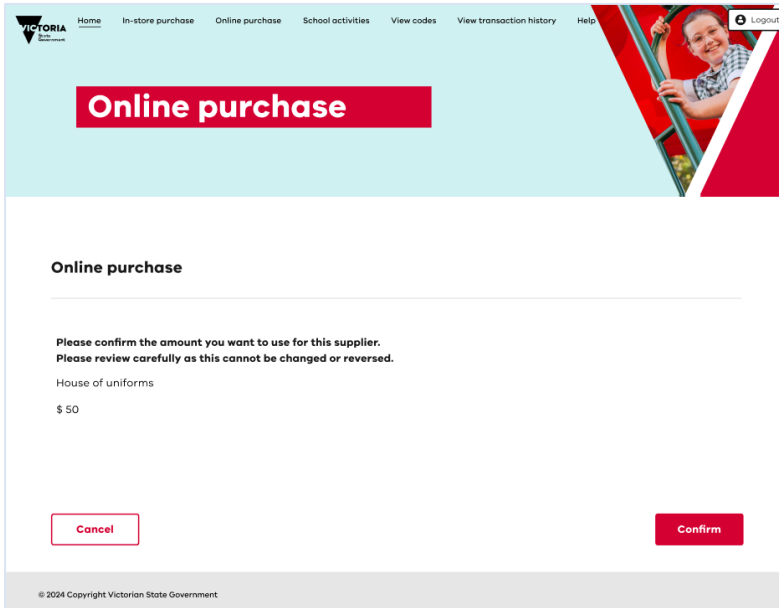 VICTORIA
State
Government
Home
In-store purchase
Online purchase
School activities
View codes
View transaction history
Help
Logout
Online purchase
Online purchase
Please confirm the amount you want to use for this supplier.
Please review carefully as this cannot be changed or reversed.
House of uniforms
$ 50
Cancel
Confirm
© 2024 Copyright Victorian State Government